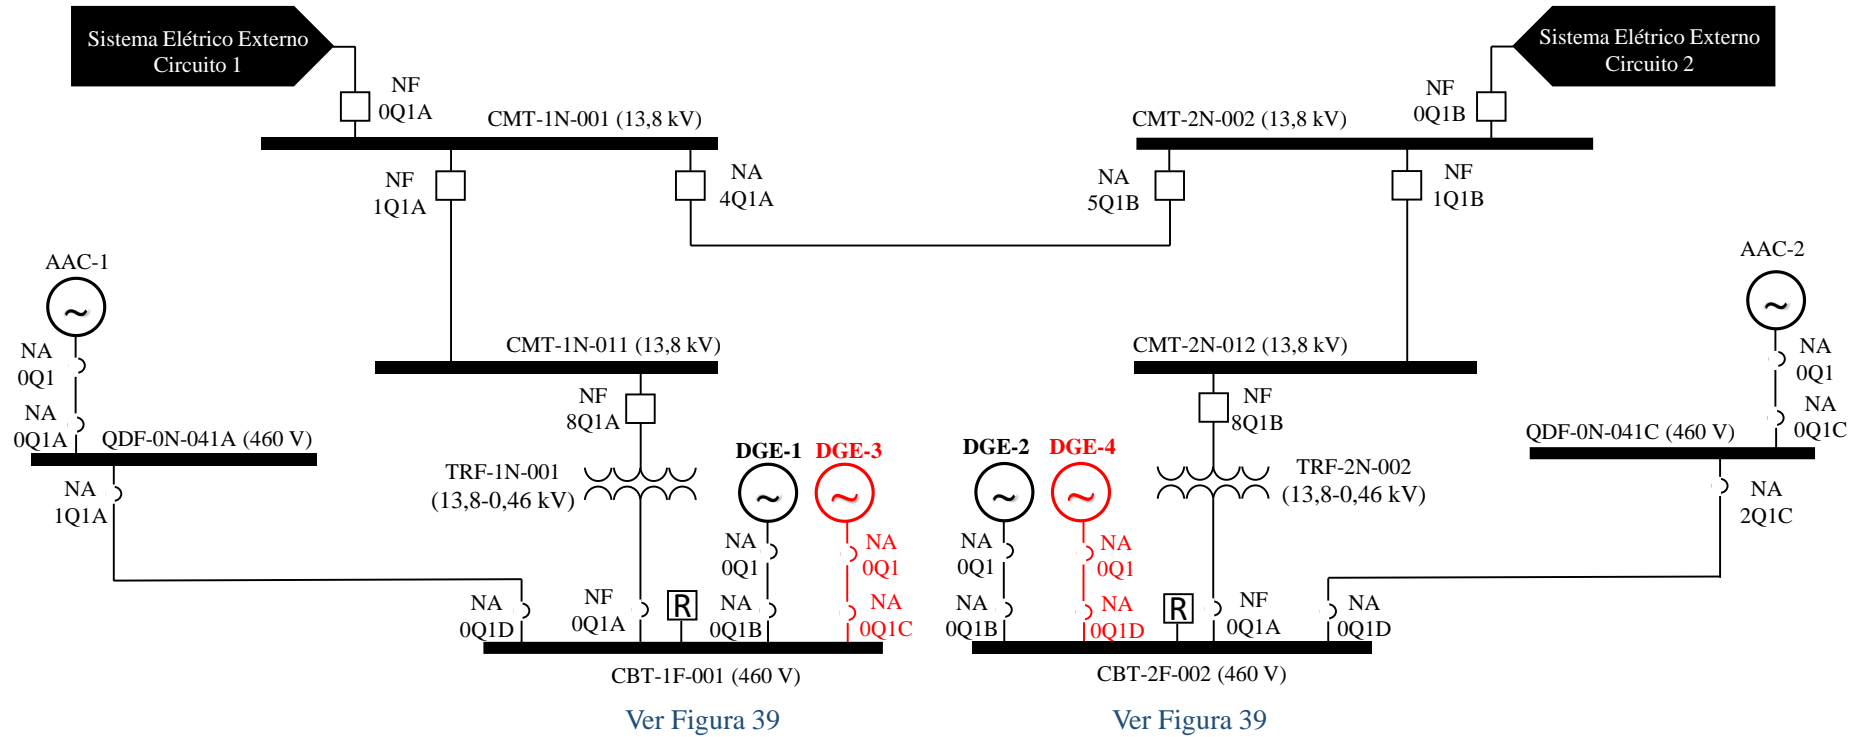 Sistema Elétrico Externo
Circuito 1
Sistema Elétrico Externo
Circuito 2
NF
0Q1A
CMT-1N-001 (13,8 kV)
CMT-2N-002 (13,8 kV)
NF
0Q1B
NF
1Q1A
NA
4Q1A
NA
5Q1B
NF
1Q1B
AAC-1
~
AAC-2
~
NA
0Q1
NA
0Q1A
QDF-0N-041A (460 V)
CMT-1N-011 (13,8 kV)
CMT-2N-012 (13,8 kV)
NA
0Q1
NA
0Q1C
QDF-0N-041C (460 V)
NF
8Q1A
NF
8Q1B
TRF-1N-001
(13,8-0,46 kV)
DGE-1
~
DGE-3
~
DGE-2
~
DGE-4
~
TRF-2N-002
(13,8-0,46 kV)
NA
1Q1A
NA
2Q1C
NA
0Q1
NA
0Q1
NA
0Q1
NA
0Q1
NA
0Q1D
NF
0Q1A
R
NA
0Q1B
NA
0Q1C
NA
0Q1B
NA
0Q1D
R
NF
0Q1A
NA
0Q1D
CBT-1F-001 (460 V)
CBT-2F-002 (460 V)
Ver Figura 39
Ver Figura 39